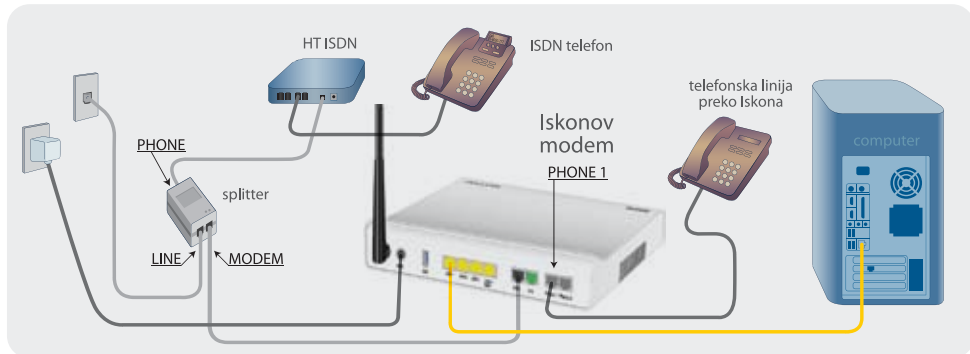 HT ISDN
ISDN telefon
telefonska linija
preko Iskona
Iskonov
modem
PHONE 1
computer
PHONE
splitter
LINE
MODEM